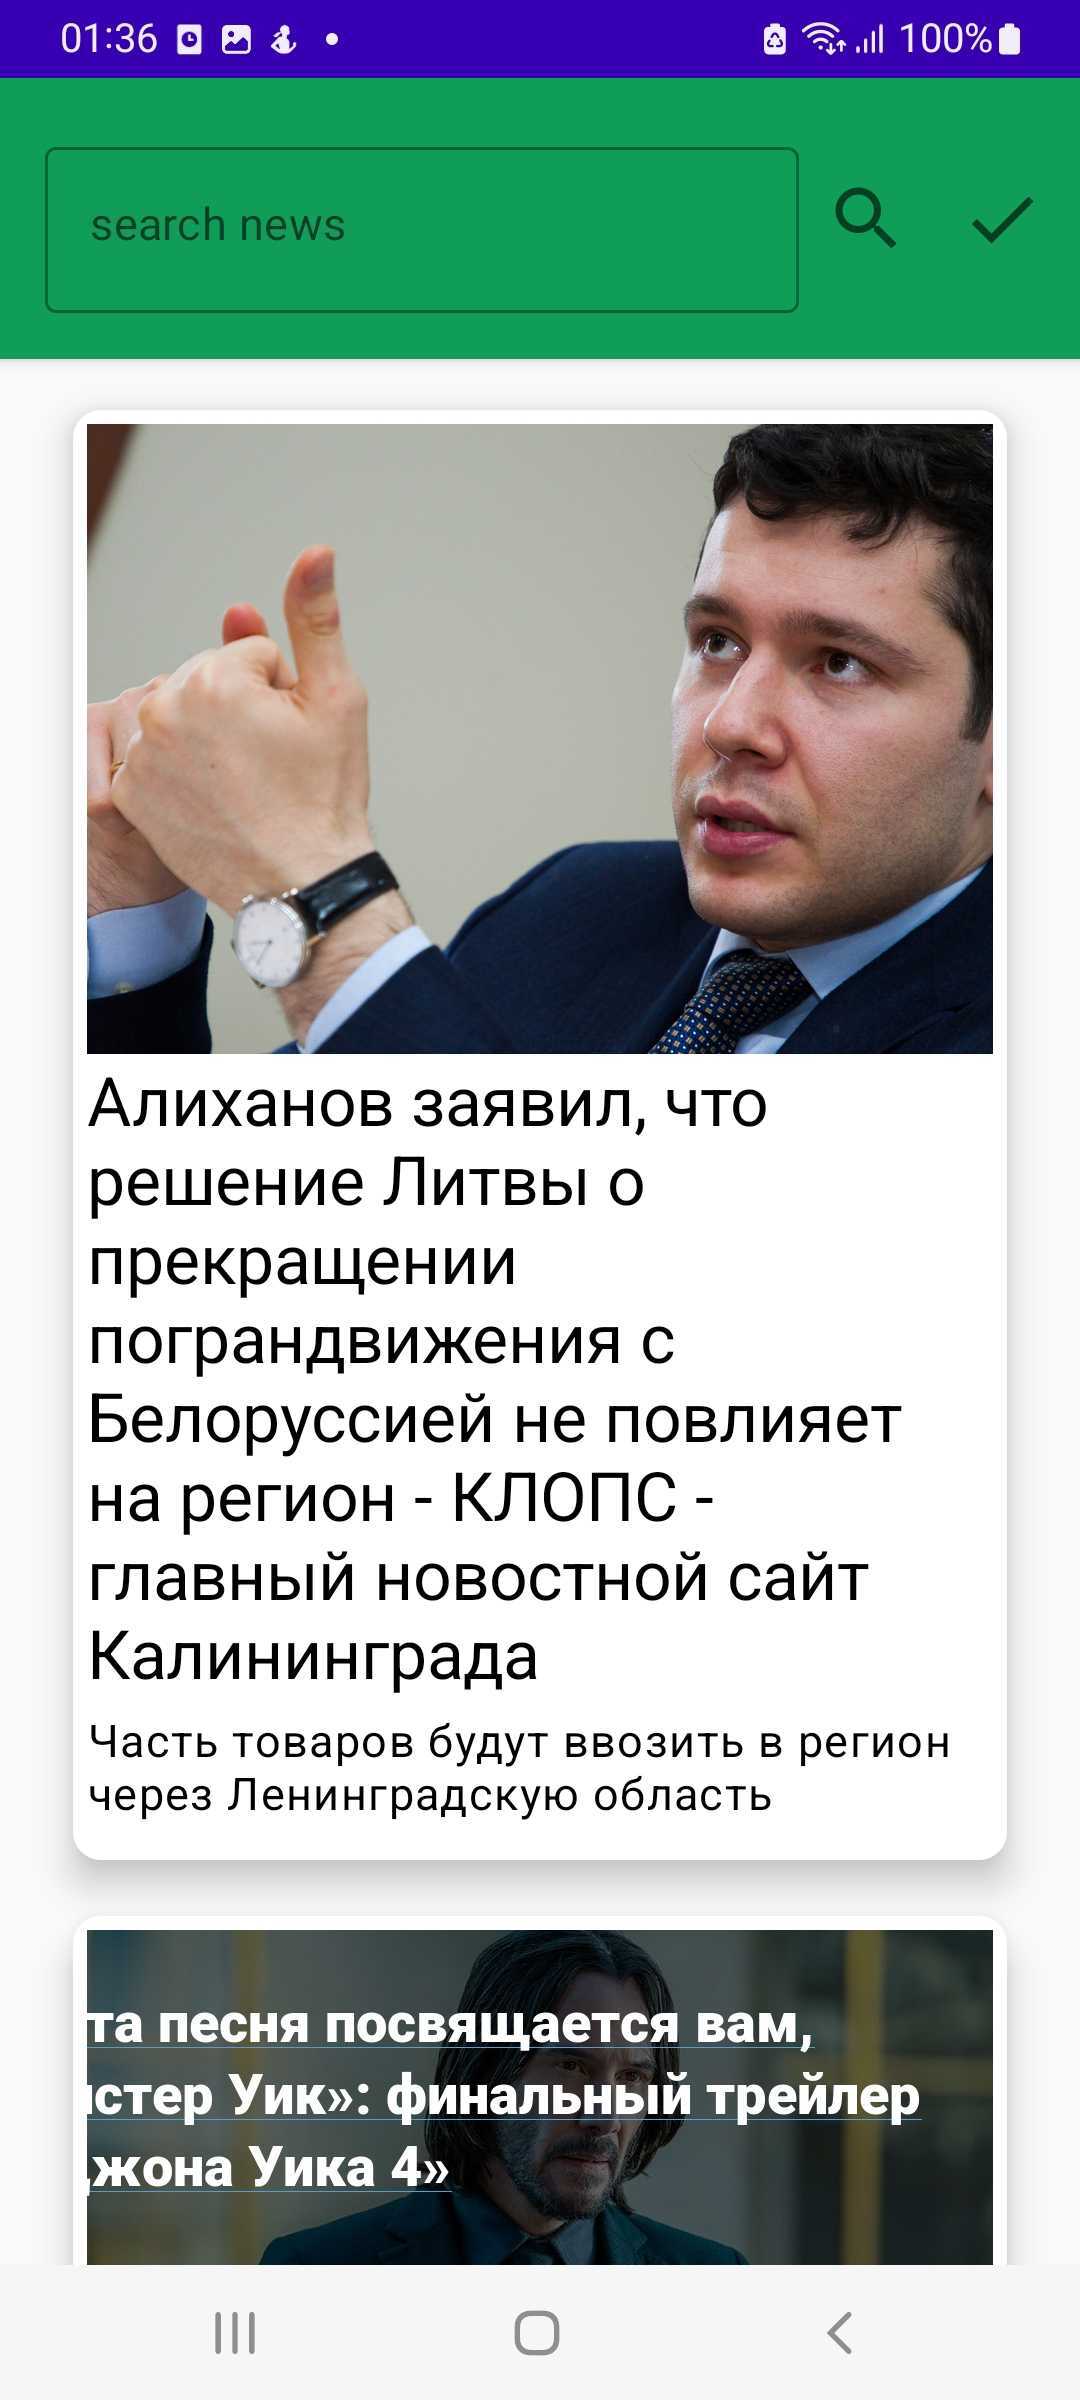 01:36
100%
search news
Алиханов заявил, что
решение Литвы о
прекращении
пограндвижения с
Белоруссией не повлияет
на регион - КЛОПС -
главный новостной сайт
Калининграда
Часть товаров будут ввозить в регион
через Ленинградскую область
та песня посвящается вам,
истер Уик»: финальный трейлер
джона Уика 4»